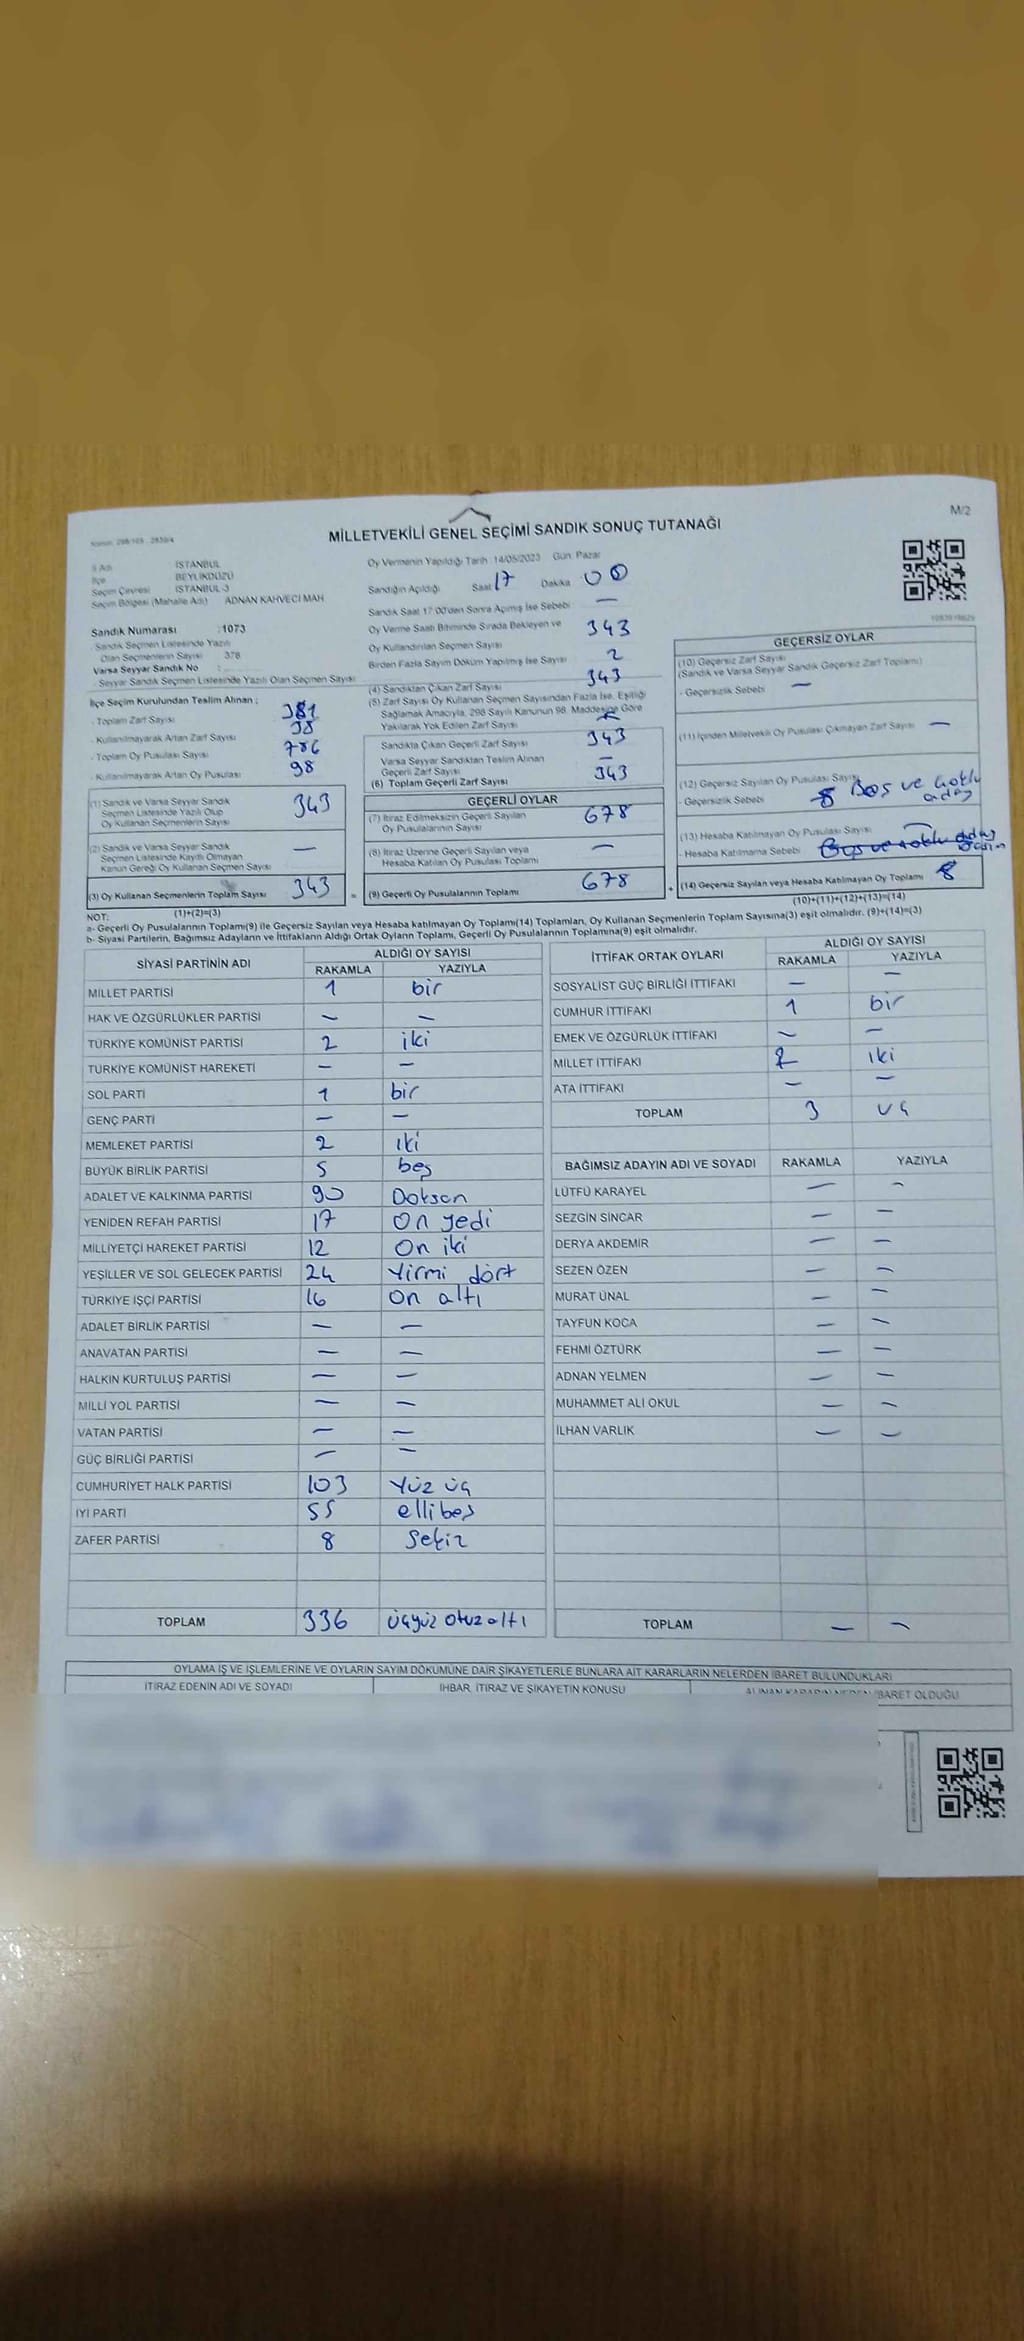 M/2
MİLLETVEKİLİ GENEL SEÇİMİ SANDIK SONUÇ TUTANAĞI
Kanun: 298/105 - 2839/4
İl Adı İSTANBUL
İlçe BEYLİKDÜZÜ
Seçim Çevresi İSTANBUL-3
Seçim Bölgesi (Mahalle Adı) ADNAN KAHVECİ MAH
Sandık Numarası :1073
Sandık Seçmen Listesinde Yazılı
Olan Seçmenlerin Sayısı 378
Varsa Seyyar Sandık No :
Seyyar Sandık Seçmen Listesinde Yazılı Olan Seçmen Sayısı
Oy Vermenin Yapıldığı Tarih :14/05/2023 Gün: Pazar
Sandığın Açıldığı Saat 17 Dakika 00
Sandık Saat 17:00'den Sonra Açımış İse Sebebi —
Oy Verme Saati Bitiminde Sırada Bekleyen ve
Oy Kullandırılan Seçmen Sayısı 343
Birden Fazla Sayım Döküm Yapılmış İse Sayısı 2
(4) Sandıktan Çıkan Zarf Sayısı 343
(5) Zarf Sayısı Oy Kullanan Seçmen Sayısından Fazla İse, Eşitliği
Sağlamak Amacıyla, 298 Sayılı Kanunun 98. Maddesine Göre
Yakılarak Yok Edilen Zarf Sayısı
Sandıkta Çıkan Geçerli Zarf Sayısı 343
Varsa Seyyar Sandıktan Teslim Alınan
Geçerli Zarf Sayısı —
(6) Toplam Geçerli Zarf Sayısı 343
İlçe Seçim Kurulundan Teslim Alınan ;
- Toplam Zarf Sayısı 381
- Kullanılmayarak Artan Zarf Sayısı 38
- Toplam Oy Pusulası Sayısı 786
- Kullanılmayarak Artan Oy Pusulası 98
(1) Sandık ve Varsa Seyyar Sandık
Seçmen Listesinde Yazılı Olup
Oy Kullanan Seçmenlerin Sayısı 343
(2) Sandık ve Varsa Seyyar Sandık
Seçmen Listesinde Kayıtlı Olmayan
Kanun Gereği Oy Kullanan Seçmen Sayısı —
(3) Oy Kullanan Seçmenlerin Toplam Sayısı 343 =
(1)+(2)=(3)
GEÇERLİ OYLAR
(7) İtiraz Edilmeksizin Geçerli Sayılan
Oy Pusulalarının Sayısı 678
(8) İtiraz Üzerine Geçerli Sayılan veya
Hesaba Katılan Oy Pusulası Toplamı —
(9) Geçerli Oy Pusulalarının Toplamı 678 +
GEÇERSİZ OYLAR
(10) Geçersiz Zarf Sayısı
(Sandık ve Varsa Seyyar Sandık Geçersiz Zarf Toplamı)
- Geçersizlik Sebebi —
(11) İçinden Milletvekili Oy Pusulası Çıkmayan Zarf Sayısı —
(12) Geçersiz Sayılan Oy Pusulası Sayısı
- Geçersizlik Sebebi 8 Boş ve
(13) Hesaba Katılmayan Oy Pusulası Sayısı —
- Hesaba Katılmama Sebebi
(14) Geçersiz Sayılan veya Hesaba Katılmayan Oy Toplamı 8
(10)+(11)+(12)+(13)=(14)
NOT:
a- Geçerli Oy Pusulalarının Toplamı(9) ile Geçersiz Sayılan veya Hesaba katılmayan Oy Toplamı(14) Toplamları, Oy Kullanan Seçmenlerin Toplam Sayısına(3) eşit olmalıdır. (9)+(14)=(3)
b- Siyasi Partilerin, Bağımsız Adayların ve İttifakların Aldığı Ortak Oyların Toplamı, Geçerli Oy Pusulalarının Toplamına(9) eşit olmalıdır.
SİYASİ PARTİNİN ADI ALDIĞI OY SAYISI
RAKAMLA YAZIYLA
MİLLET PARTİSİ 1 bir
HAK VE ÖZGÜRLÜKLER PARTİSİ — —
TÜRKİYE KOMÜNİST PARTİSİ 2 iki
TÜRKİYE KOMÜNİST HAREKETİ — —
SOL PARTİ 1 bir
GENÇ PARTİ — —
MEMLEKET PARTİSİ 2 iki
BÜYÜK BİRLİK PARTİSİ 5 beş
ADALET VE KALKINMA PARTİSİ 90 Doksan
YENİDEN REFAH PARTİSİ 17 On yedi
MİLLİYETÇİ HAREKET PARTİSİ 12 On iki
YEŞİLLER VE SOL GELECEK PARTİSİ 24 Yirmi dört
TÜRKİYE İŞÇİ PARTİSİ 16 On altı
ADALET BİRLİK PARTİSİ — —
ANAVATAN PARTİSİ — —
HALKIN KURTULUŞ PARTİSİ — —
MİLLİ YOL PARTİSİ — —
VATAN PARTİSİ — —
GÜÇ BİRLİĞİ PARTİSİ — —
CUMHURİYET HALK PARTİSİ 103 Yüz üç
İYİ PARTİ 55 elli beş
ZAFER PARTİSİ 8 Sekiz
TOPLAM 336 üçyüz otuz altı
İTTİFAK ORTAK OYLARI ALDIĞI OY SAYISI
RAKAMLA YAZIYLA
SOSYALİST GÜÇ BİRLİĞİ İTTİFAKI — —
CUMHUR İTTİFAKI 1 bir
EMEK VE ÖZGÜRLÜK İTTİFAKI — —
MİLLET İTTİFAKI 2 iki
ATA İTTİFAKI — —
TOPLAM 3 üç
BAĞIMSIZ ADAYIN ADI VE SOYADI RAKAMLA YAZIYLA
LÜTFÜ KARAYEL — —
SEZGİN SİNCAR — —
DERYA AKDEMİR — —
SEZEN ÖZEN — —
MURAT ÜNAL — —
TAYFUN KOCA — —
FEHMİ ÖZTÜRK — —
ADNAN YELMEN — —
MUHAMMET ALİ OKUL — —
İLHAN VARLIK — —
TOPLAM — —
OYLAMA İŞ VE İŞLEMLERİNE VE OYLARIN SAYIM DÖKÜMÜNE DAİR ŞİKAYETLERLE BUNLARA AİT KARARLARIN NELERDEN İBARET BULUNDUKLARI
İTİRAZ EDENİN ADI VE SOYADI İHBAR, İTİRAZ VE ŞİKAYETİN KONUSU ALINAN KARARIN NEDEN İBARET OLDUĞU